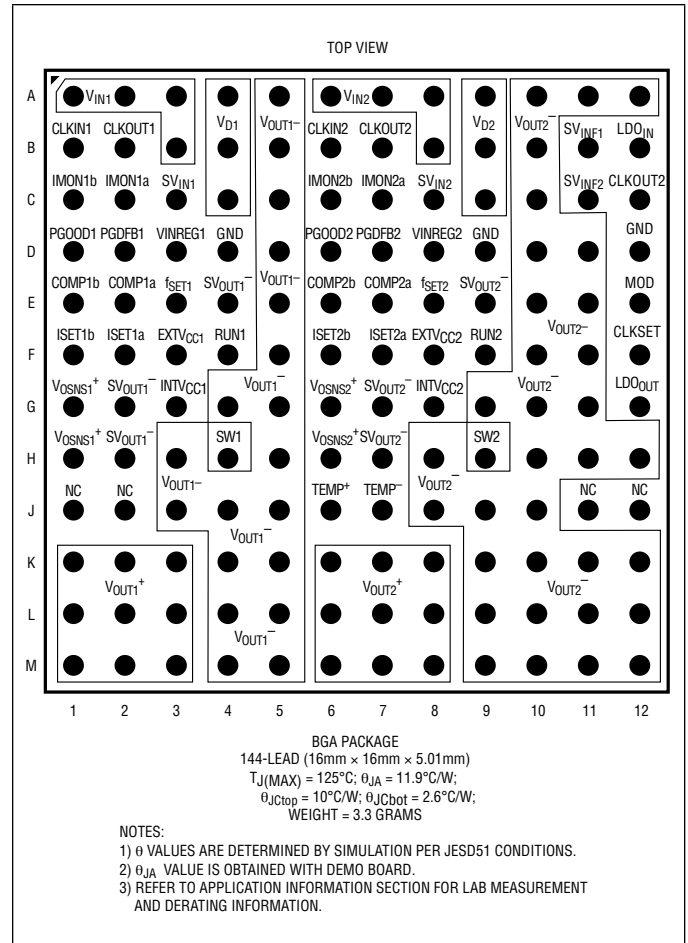 TOP VIEW
A VIN1 VIN2
CLKIN1 CLKOUT1 VD1 VOUT1– CLKIN2 CLKOUT2 VD2 VOUT2– SVINF1 LDOIN
B
IMON1b IMON1a SVIN1 IMON2b IMON2a SVIN2 SVINF2 CLKOUT2
C
PGOOD1 PGDFB1 VINREG1 GND PGOOD2 PGDFB2 VINREG2 GND GND
D
COMP1b COMP1a fSET1 SVOUT1– VOUT1– COMP2b COMP2a fSET2 SVOUT2– MOD
E
ISET1b ISET1a EXTVCC1 RUN1 ISET2b ISET2a EXTVCC2 RUN2 VOUT2– CLKSET
F
VOSNS1+ SVOUT1– INTVCC1 VOUT1– VOSNS2+ SVOUT2– INTVCC2 VOUT2– LDOOUT
G
VOSNS1+ SVOUT1– SW1 VOSNS2+ SVOUT2– SW2
H
NC NC VOUT1– TEMP+ TEMP– VOUT2– NC NC
J
VOUT1–
K
VOUT1+ VOUT2+ VOUT2–
L
VOUT1–
M
1 2 3 4 5 6 7 8 9 10 11 12
BGA PACKAGE
144-LEAD (16mm × 16mm × 5.01mm)
TJ(MAX) = 125°C; θJA = 11.9°C/W;
θJCtop = 10°C/W; θJCbot = 2.6°C/W;
WEIGHT = 3.3 GRAMS
NOTES:
1) θ VALUES ARE DETERMINED BY SIMULATION PER JESD51 CONDITIONS.
2) θJA VALUE IS OBTAINED WITH DEMO BOARD.
3) REFER TO APPLICATION INFORMATION SECTION FOR LAB MEASUREMENT
AND DERATING INFORMATION.